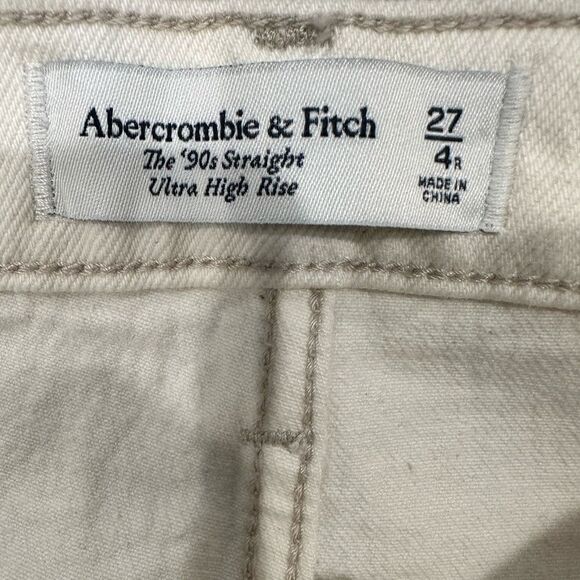 Abercrombie & Fitch
The '90s Straight
Ultra High Rise
27
4R
MADE IN
CHINA